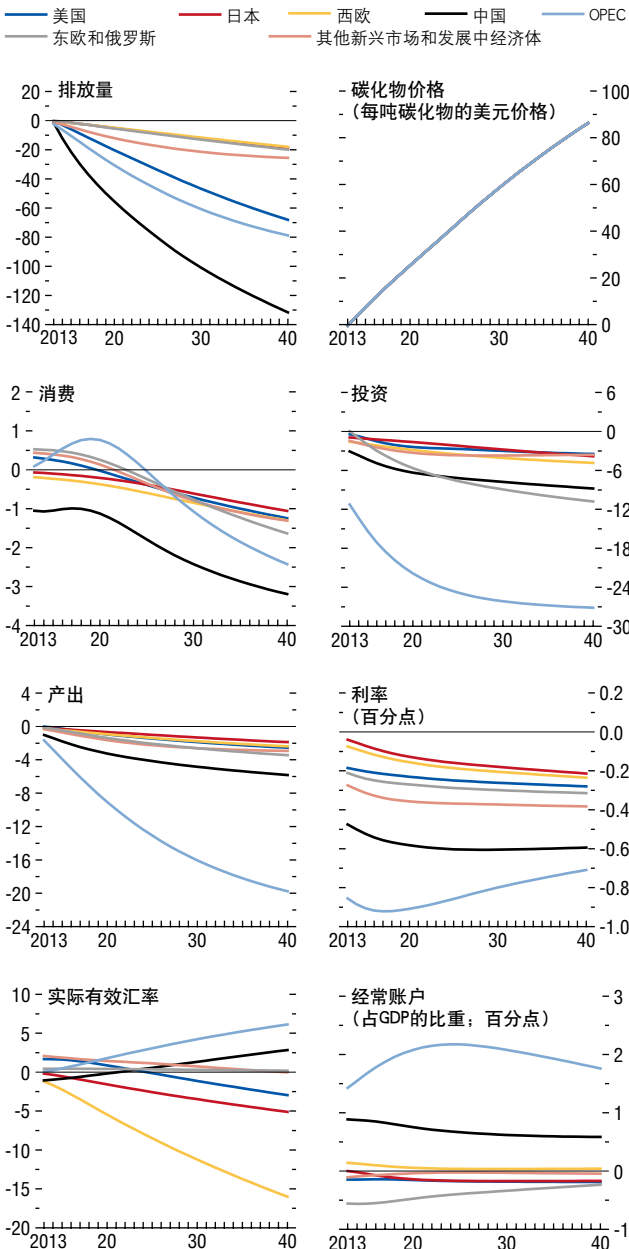 美国 日本 西欧 中国 OPEC
东欧和俄罗斯 其他新兴市场和发展中经济体
排放量
20
0
-20
-40
-60
-80
-100
-120
-140
2013 20 30 40
碳化物价格
(每吨碳化物的美元价格)
100
80
60
40
20
0
2013 20 30 40
消费
2
1
0
-1
-2
-3
-4
2013 20 30 40
投资
6
0
-6
-12
-18
-24
-30
2013 20 30 40
产出
4
0
-4
-8
-12
-16
-20
-24
2013 20 30 40
利率
(百分点)
0.2
0.0
-0.2
-0.4
-0.6
-0.8
-1.0
2013 20 30 40
实际有效汇率
10
5
0
-5
-10
-15
-20
2013 20 30 40
经常账户
(占GDP的比重；百分点)
3
2
1
0
-1
2013 20 30 40